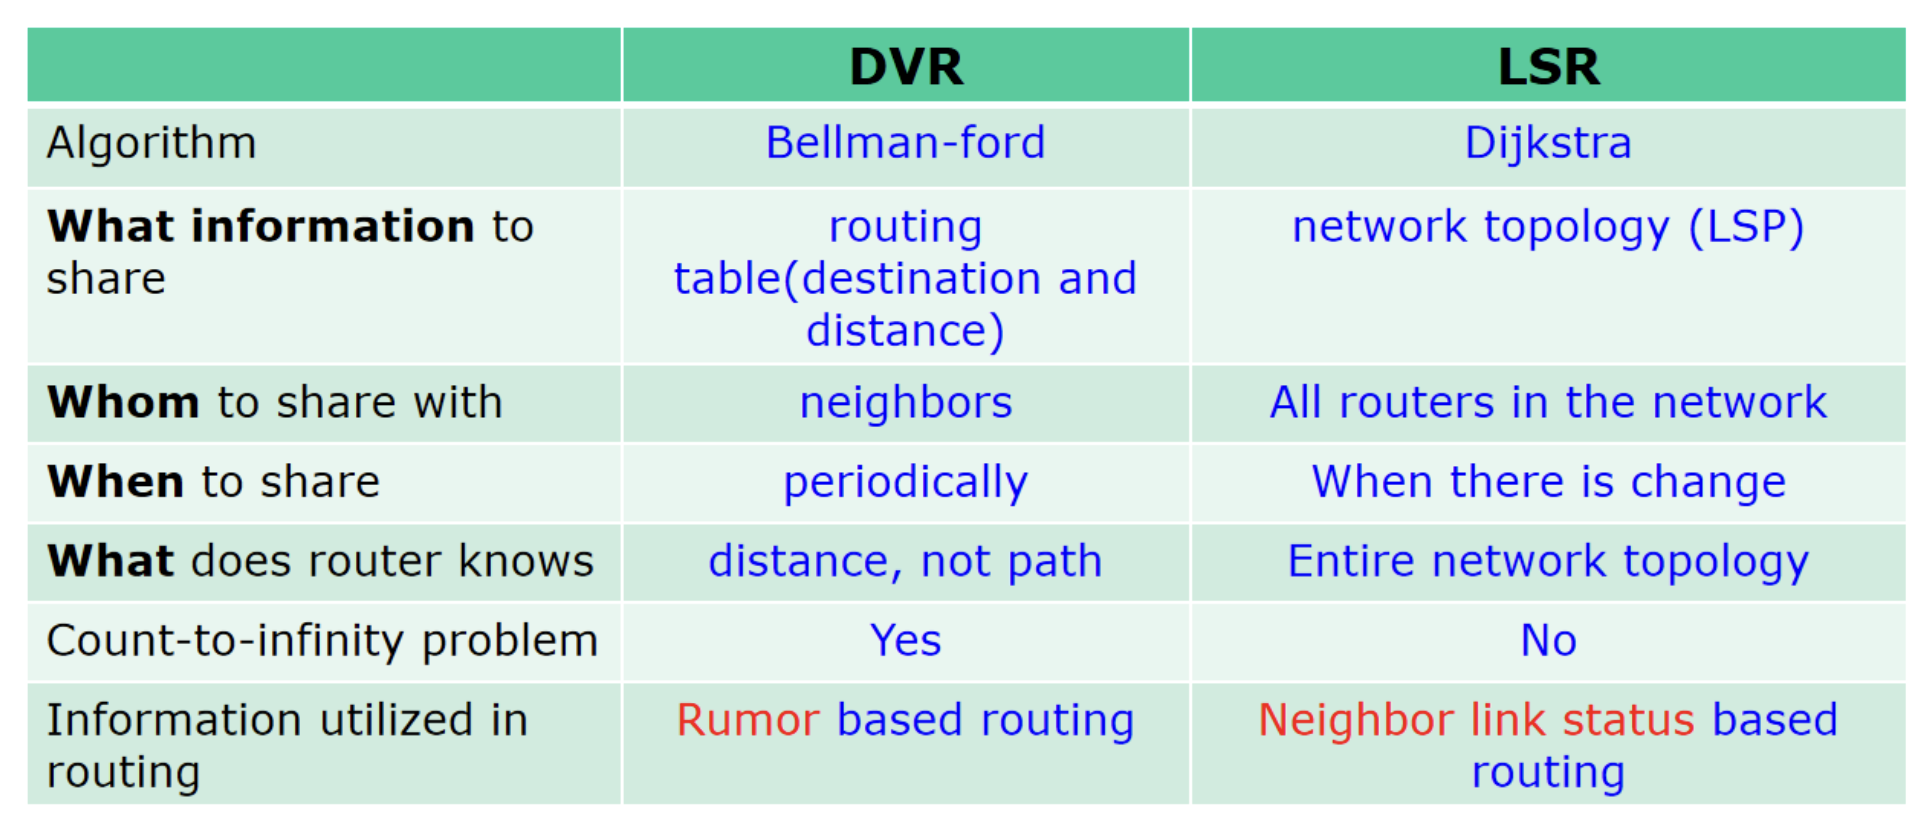 DVR LSR
Algorithm Bellman-ford Dijkstra
What information to routing network topology (LSP)
share table(destination and
distance)
Whom to share with neighbors All routers in the network
When to share periodically When there is change
What does router knows distance, not path Entire network topology
Count-to-infinity problem Yes No
Information utilized in Rumor based routing Neighbor link status based
routing routing